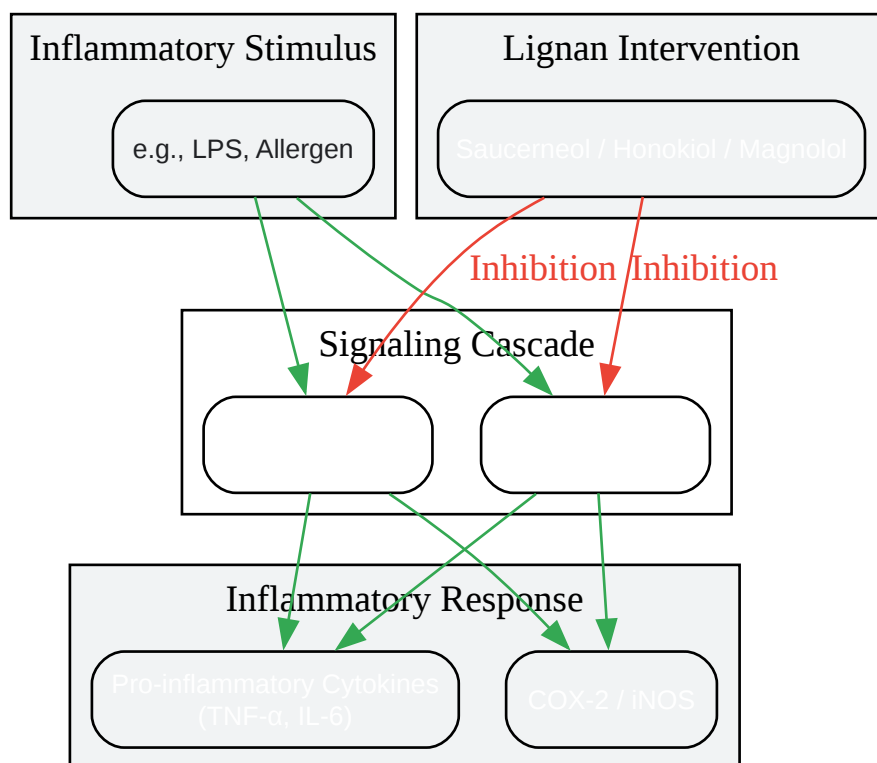 Inflammatory Stimulus
Lignan Intervention
e.g., LPS, Allergen
Saucerneol / Honokiol / Magnolol
Inhibition
Inhibition
Signaling Cascade
Inflammatory Response
Pro-inflammatory Cytokines
(TNF-α, IL-6)
COX-2 / iNOS